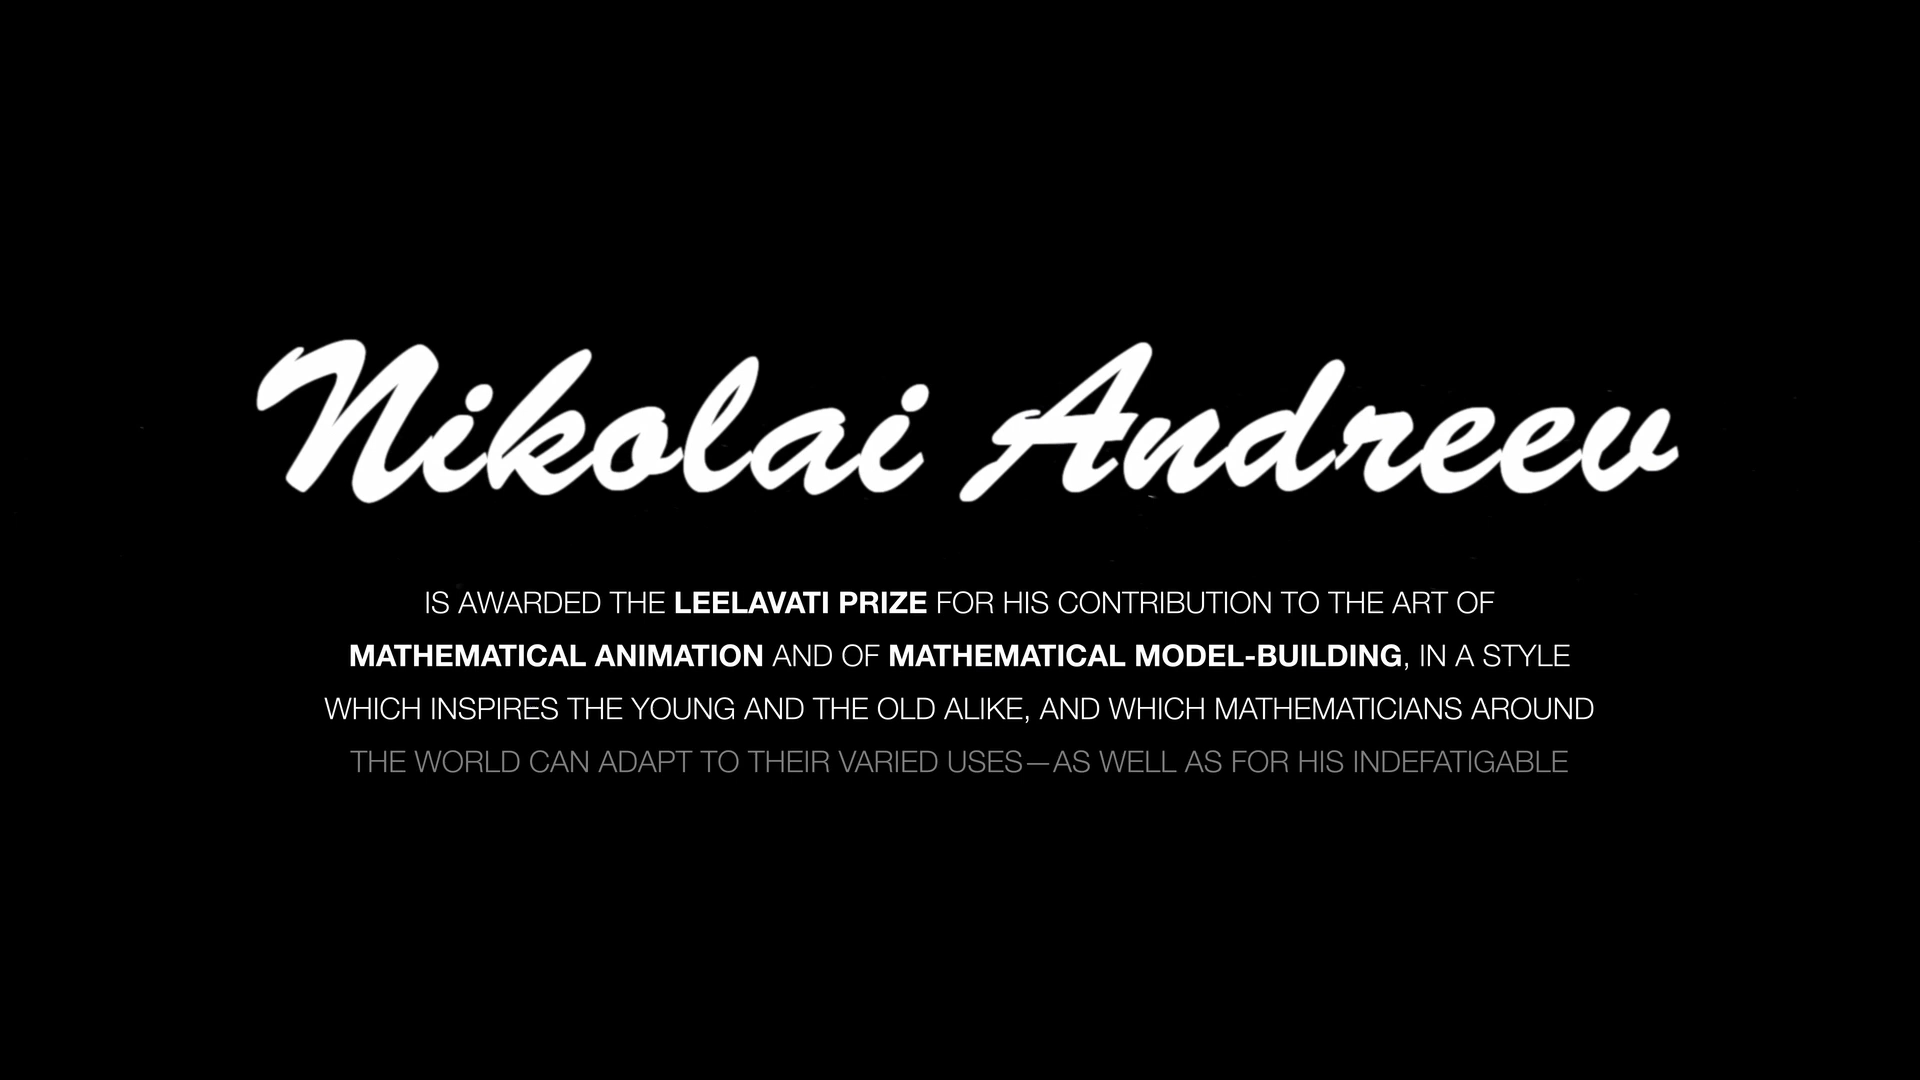 Nikolai Andreev
IS AWARDED THE LEELAVATI PRIZE FOR HIS CONTRIBUTION TO THE ART OF
MATHEMATICAL ANIMATION AND OF MATHEMATICAL MODEL-BUILDING, IN A STYLE
WHICH INSPIRES THE YOUNG AND THE OLD ALIKE, AND WHICH MATHEMATICIANS AROUND
THE WORLD CAN ADAPT TO THEIR VARIED USES—AS WELL AS FOR HIS INDEFATIGABLE